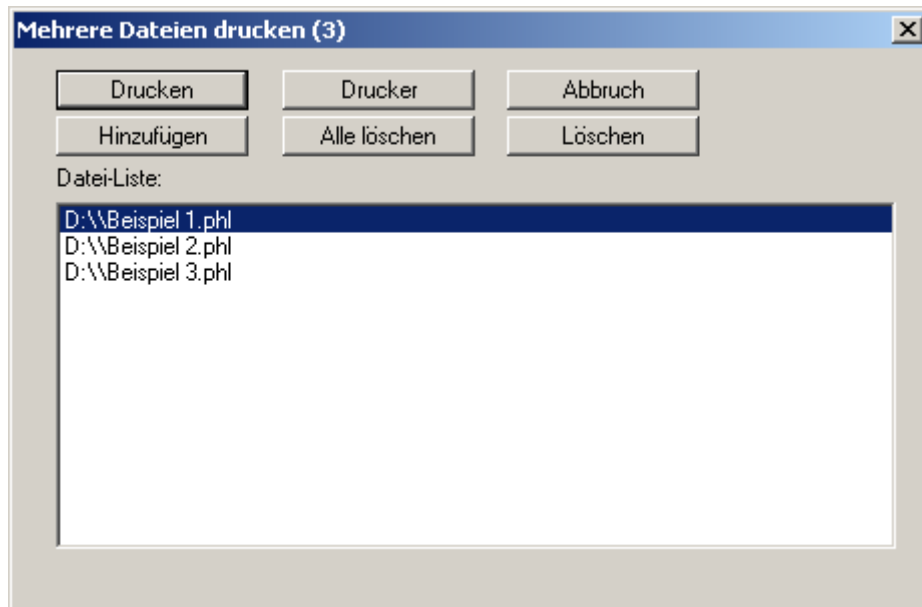 Mehrere Dateien drucken (3)
Drucken Drucker Abbruch
Hinzufügen Alle löschen Löschen
Datei-Liste:
D:\\Beispiel 1.phl
D:\\Beispiel 2.phl
D:\\Beispiel 3.phl